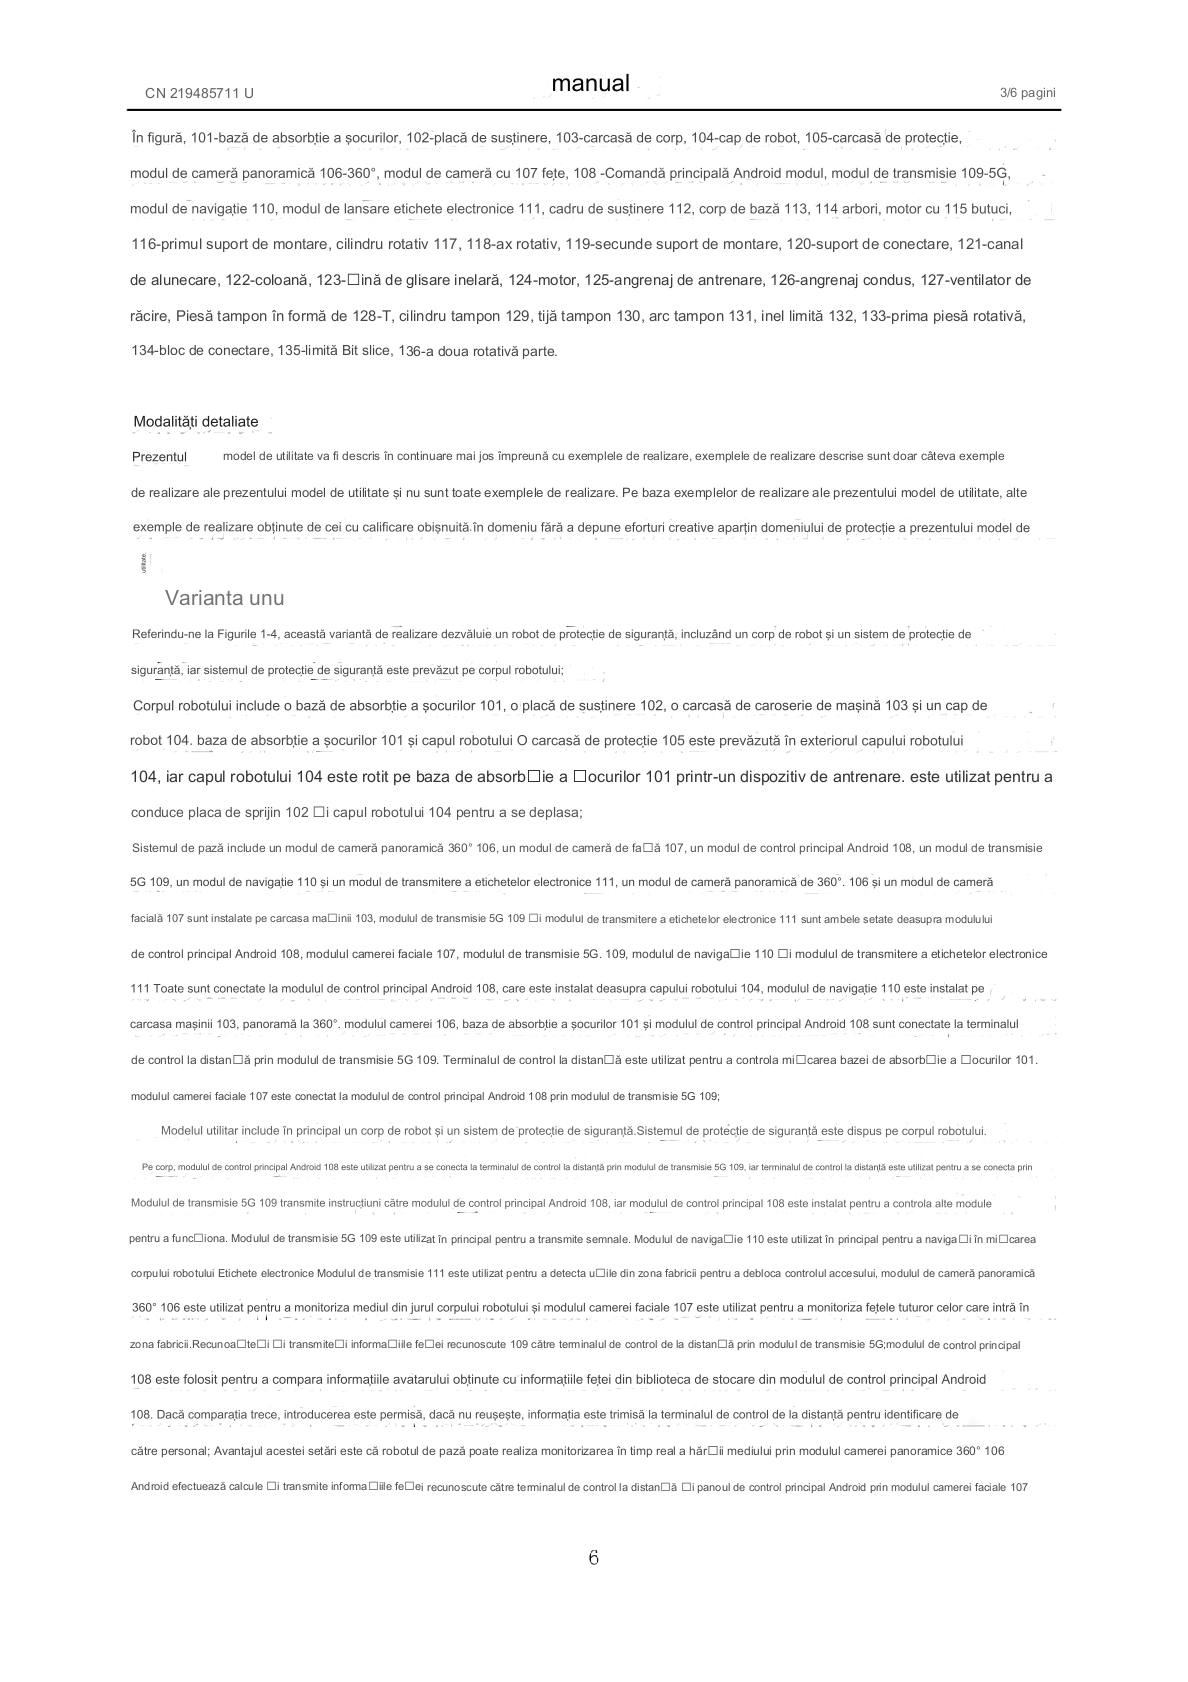 CN 219485711 U
manual
3/6 pagini
În figură, 101-bază de absorbție a șocurilor, 102-placă de susținere, 103-carcasă de corp, 104-cap de robot, 105-carcasă de protecție,
modul de cameră panoramică 106-360°, modul de cameră cu 107 fețe, 108 -Comandă principală Android modul, modul de transmisie 109-5G,
modul de navigație 110, modul de lansare etichete electronice 111, cadru de susținere 112, corp de bază 113, 114 arbori, motor cu 115 butuci,
116-primul suport de montare, cilindru rotativ 117, 118-ax rotativ, 119-secunde suport de montare, 120-suport de conectare, 121-canal
de alunecare, 122-coloană, 123-□ină de glisare inelară, 124-motor, 125-angrenaj de antrenare, 126-angrenaj condus, 127-ventilator de
răcire, Piesă tampon în formă de 128-T, cilindru tampon 129, tijă tampon 130, arc tampon 131, inel limită 132, 133-prima piesă rotativă,
134-bloc de conectare, 135-limită Bit slice, 136-a doua rotativă parte.
Modalități detaliate
Prezentul model de utilitate va fi descris în continuare mai jos împreună cu exemplele de realizare, exemplele de realizare descrise sunt doar câteva exemple
de realizare ale prezentului model de utilitate și nu sunt toate exemplele de realizare. Pe baza exemplelor de realizare ale prezentului model de utilitate, alte
exemple de realizare obținute de cei cu calificare obișnuită în domeniu fără a depune eforturi creative aparțin domeniului de protecție a prezentului model de
utilitate.
Varianta unu
Referindu-ne la Figurile 1-4, această variantă de realizare dezvăluie un robot de protecție de siguranță, incluzând un corp de robot și un sistem de protecție de
siguranță, iar sistemul de protecție de siguranță este prevăzut pe corpul robotului;
Corpul robotului include o bază de absorbție a șocurilor 101, o placă de susținere 102, o carcasă de caroserie de mașină 103 și un cap de
robot 104. baza de absorbție a șocurilor 101 și capul robotului O carcasă de protecție 105 este prevăzută în exteriorul capului robotului
104, iar capul robotului 104 este rotit pe baza de absorb□ie a □ocurilor 101 printr-un dispozitiv de antrenare. este utilizat pentru a
conduce placa de sprijin 102 □i capul robotului 104 pentru a se deplasa;
Sistemul de pază include un modul de cameră panoramică 360° 106, un modul de cameră de fa□ă 107, un modul de control principal Android 108, un modul de transmisie
5G 109, un modul de navigație 110 și un modul de transmitere a etichetelor electronice 111, un modul de cameră panoramică de 360°. 106 și un modul de cameră
facială 107 sunt instalate pe carcasa ma□inii 103, modulul de transmisie 5G 109 □i modulul de transmitere a etichetelor electronice 111 sunt ambele setate deasupra modulului
de control principal Android 108, modulul camerei faciale 107, modulul de transmisie 5G. 109, modulul de naviga□ie 110 □i modulul de transmitere a etichetelor electronice
111 Toate sunt conectate la modulul de control principal Android 108, care este instalat deasupra capului robotului 104, modulul de navigație 110 este instalat pe
carcasa mașinii 103, panoramă la 360°. modulul camerei 106, baza de absorbție a șocurilor 101 și modulul de control principal Android 108 sunt conectate la terminalul
de control la distan□ă prin modulul de transmisie 5G 109. Terminalul de control la distan□ă este utilizat pentru a controla mi□carea bazei de absorb□ie a □ocurilor 101.
modulul camerei faciale 107 este conectat la modulul de control principal Android 108 prin modulul de transmisie 5G 109;
Modelul utilitar include în principal un corp de robot și un sistem de protecție de siguranță.Sistemul de protecție de siguranță este dispus pe corpul robotului.
Pe corp, modulul de control principal Android 108 este utilizat pentru a se conecta la terminalul de control la distanță prin modulul de transmisie 5G 109, iar terminalul de control la distanță este utilizat pentru a se conecta prin
Modulul de transmisie 5G 109 transmite instrucțiuni către modulul de control principal Android 108, iar modulul de control principal 108 este instalat pentru a controla alte module
pentru a func□iona. Modulul de transmisie 5G 109 este utilizat în principal pentru a transmite semnale. Modulul de naviga□ie 110 este utilizat în principal pentru a naviga□i în mi□carea
corpului robotului Etichete electronice Modulul de transmisie 111 este utilizat pentru a detecta u□ile din zona fabricii pentru a debloca controlul accesului, modulul de cameră panoramică
360° 106 este utilizat pentru a monitoriza mediul din jurul corpului robotului și modulul camerei faciale 107 este utilizat pentru a monitoriza fețele tuturor celor care intră în
zona fabricii.Recunoa□te□i □i transmite□i informa□iile fe□ei recunoscute 109 către terminalul de control de la distan□ă prin modulul de transmisie 5G;modulul de control principal
108 este folosit pentru a compara informațiile avatarului obținute cu informațiile feței din biblioteca de stocare din modulul de control principal Android
108. Dacă comparația trece, introducerea este permisă, dacă nu reușește, informația este trimisă la terminalul de control de la distanță pentru identificare de
către personal; Avantajul acestei setări este că robotul de pază poate realiza monitorizarea în timp real a hăr□ii mediului prin modulul camerei panoramice 360° 106
Android efectuează calcule □i transmite informa□iile fe□ei recunoscute către terminalul de control la distan□ă □i panoul de control principal Android prin modulul camerei faciale 107
6